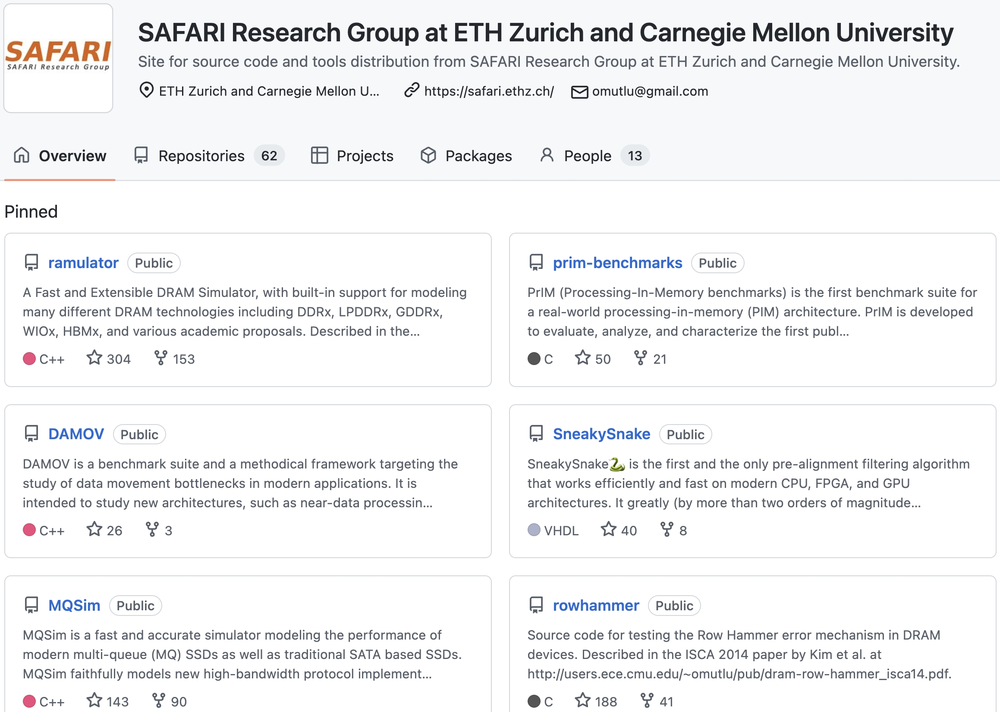 SAFARI
SAFARI Research Group
SAFARI Research Group at ETH Zurich and Carnegie Mellon University
Site for source code and tools distribution from SAFARI Research Group at ETH Zurich and Carnegie Mellon University.
ETH Zurich and Carnegie Mellon U... https://safari.ethz.ch/ omutlu@gmail.com
Overview Repositories 62 Projects Packages People 13
Pinned
ramulator Public
A Fast and Extensible DRAM Simulator, with built-in support for modeling
many different DRAM technologies including DDRx, LPDDRx, GDDRx,
WIOx, HBMx, and various academic proposals. Described in the...
C++ 304 153
prim-benchmarks Public
PrIM (Processing-In-Memory benchmarks) is the first benchmark suite for
a real-world processing-in-memory (PIM) architecture. PrIM is developed
to evaluate, analyze, and characterize the first publ...
C 50 21
DAMOV Public
DAMOV is a benchmark suite and a methodical framework targeting the
study of data movement bottlenecks in modern applications. It is
intended to study new architectures, such as near-data processin...
C++ 26 3
SneakySnake Public
SneakySnake🐍 is the first and the only pre-alignment filtering algorithm
that works efficiently and fast on modern CPU, FPGA, and GPU
architectures. It greatly (by more than two orders of magnitude...
VHDL 40 8
MQSim Public
MQSim is a fast and accurate simulator modeling the performance of
modern multi-queue (MQ) SSDs as well as traditional SATA based SSDs.
MQSim faithfully models new high-bandwidth protocol implement...
C++ 143 90
rowhammer Public
Source code for testing the Row Hammer error mechanism in DRAM
devices. Described in the ISCA 2014 paper by Kim et al. at
http://users.ece.cmu.edu/~omutlu/pub/dram-row-hammer_isca14.pdf.
C 188 41